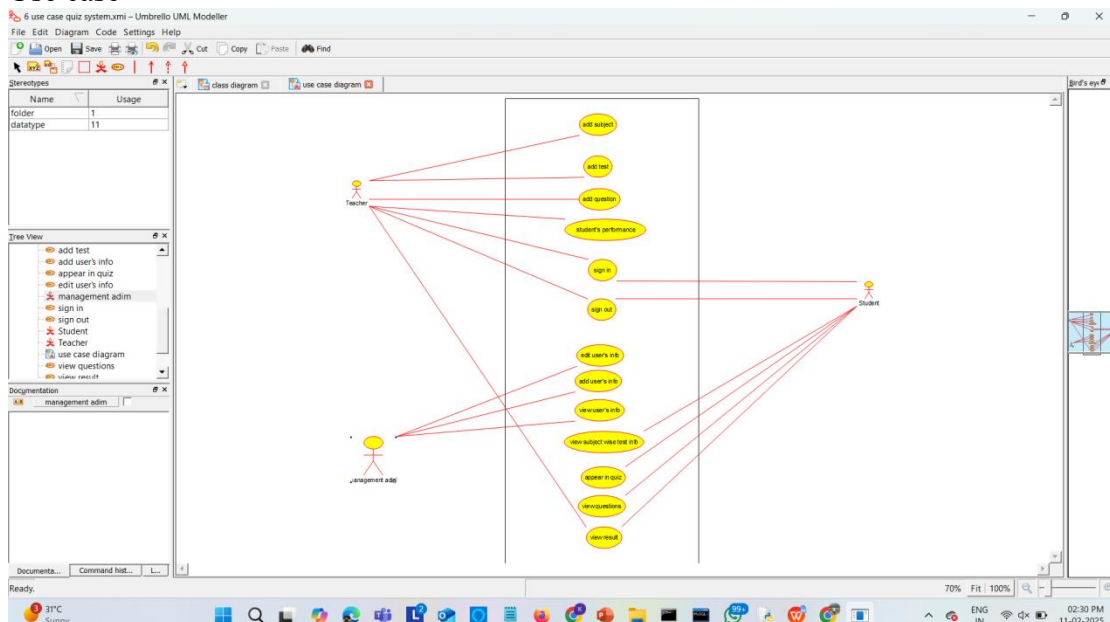 6 use case quiz system.xmi – Umbrello UML Modeller
File Edit Diagram Code Settings Help
Open Save Cut Copy Paste Find
Stereotypes
class diagram use case diagram
Bird's eye
Name Usage
folder 1
datatype 11
add subject
add test
Teacher
add question
student's performance
Tree View
add test
add user's info
appear in quiz
edit user's info
management adim
sign in
sign out
Student
Teacher
use case diagram
view questions
view result
sign in
Student
sign out
edit user's info
add user's info
view user's info
view subject wise test info
appear in quiz
view questions
view result
Documentation
management adim
Documenta... Command hist... L...
Ready.
70% Fit 100%
3
31°C
Sunny
99+
ENG
IN
02:30 PM
11-02-2025